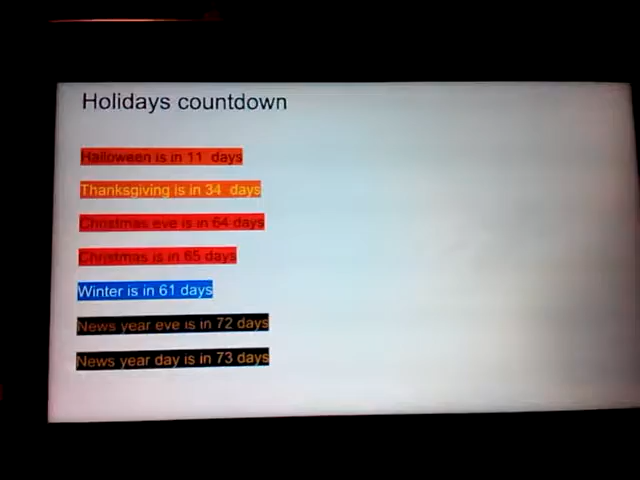 Holidays countdown
Halloween is in 11 days
Thanksgiving is in 34 days
Christmas eve is in 64 days
Christmas is in 65 days
Winter is in 61 days
News year eve is in 72 days
News year day is in 73 days